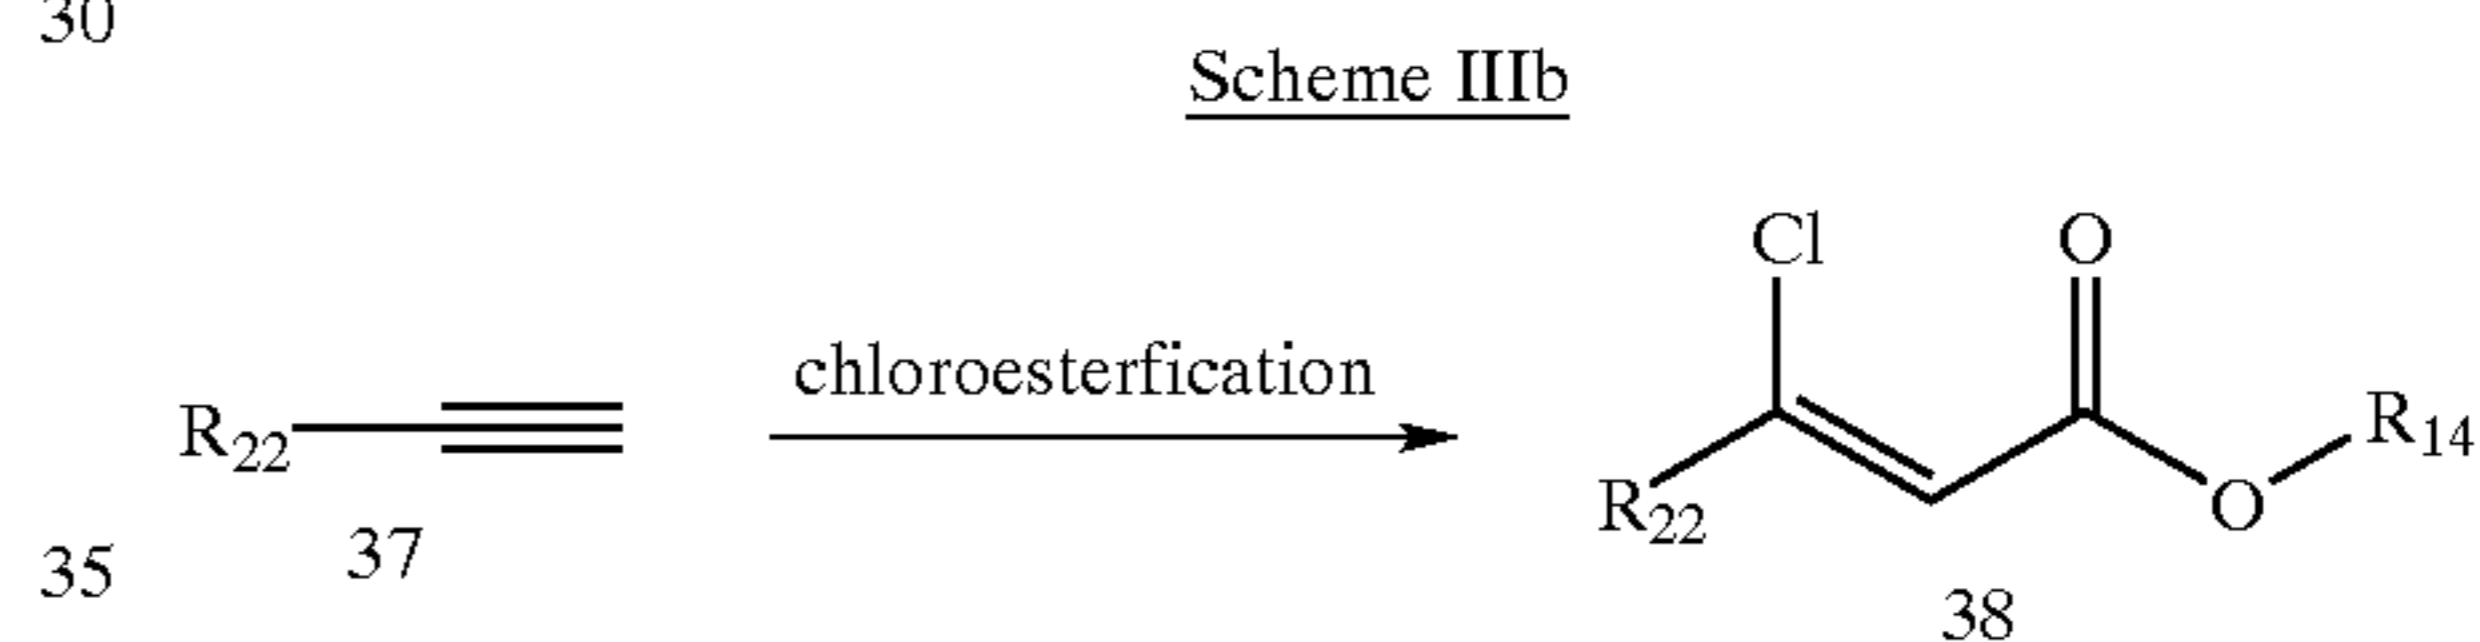 30
Scheme IIIb
Cl O
chloroesterfication
R22 R14
R22 O
35 37
38